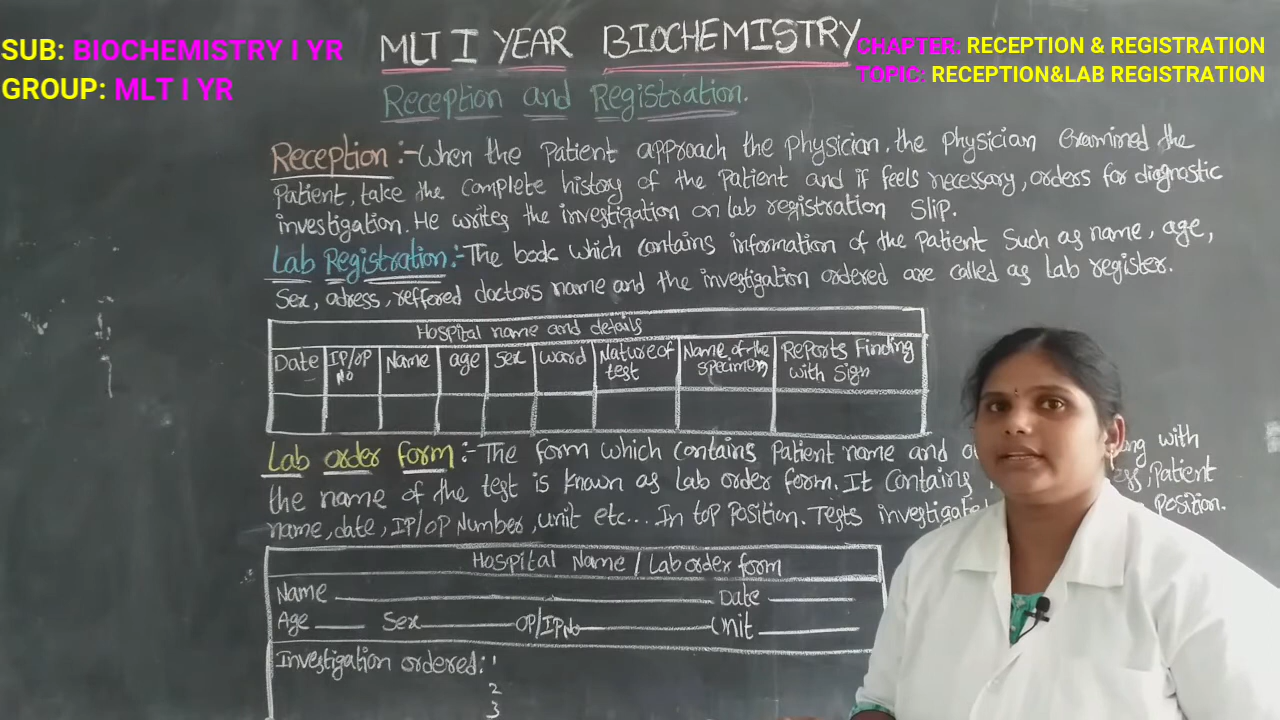 SUB: BIOCHEMISTRY I YR
GROUP: MLT I YR
CHAPTER: RECEPTION & REGISTRATION
TOPIC: RECEPTION&LAB REGISTRATION
MLT I YEAR BIOCHEMISTRY
Reception and Registration.
Reception :- When the Patient approach the Physician, the Physician examined the
Patient, take the complete history of the Patient and if feels necessary, orders for diagnostic
investigation. He writes the investigation on lab registration Slip.
Lab Registration:- The book which contains information of the Patient Such as name, age,
Sex, adress, reffered doctors name and the investigation ordered are called as Lab register.
Hospital name and details
Date IP/OP No Name age Sex ward Nature of test Name of the Specimen Reports Finding with Sign
Lab order form :- The form which contains Patient name and with
the name of the test is known as Lab order form. It Contains Patient
name, date, IP/OP Number, unit etc... In top Position. Tests Position.
Hospital Name / Lab order form
Name Date
Age Sex OP/IP No Unit
Investigation ordered: 1
2
3